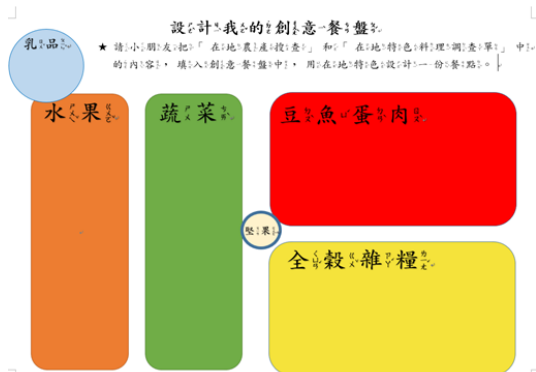 設計我的創意餐盤
乳品
★ 請小朋友把「在地農產檢查」和「在地特色料理調查單」中
的內容，填入創意餐盤中，用在地特色設計一份餐點。
水果
蔬菜
豆魚蛋肉
堅果
全穀雜糧